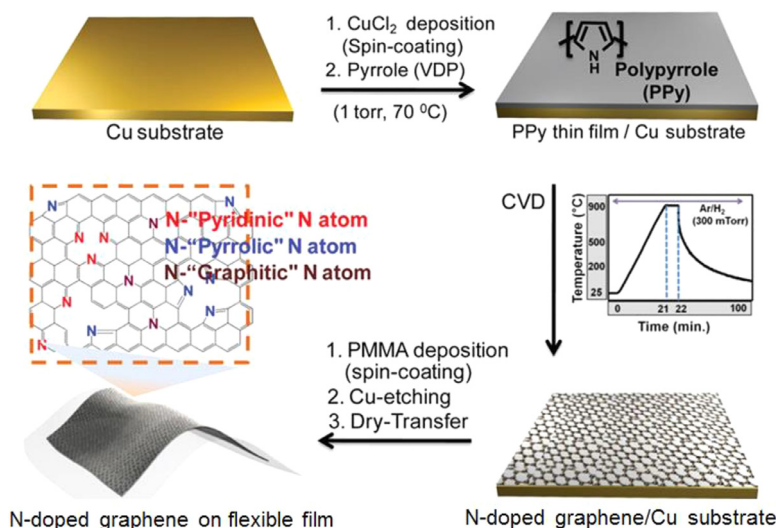 1. CuCl2 deposition
(Spin-coating)
2. Pyrrole (VDP)
(1 torr, 70 ⁰C)
Cu substrate
N
H
Polypyrrole
(PPy)
PPy thin film / Cu substrate
N-"Pyridinic" N atom
N-"Pyrrolic" N atom
N-"Graphitic" N atom
N
N
N
N
N
N
N
N
N
N
N
N
N
N
CVD
Temperature (°C)
900
500
200
25
Ar/H2
(300 mTorr)
0
21
22
100
Time (min.)
1. PMMA deposition
(spin-coating)
2. Cu-etching
3. Dry-Transfer
N-doped graphene on flexible film
N-doped graphene/Cu substrate